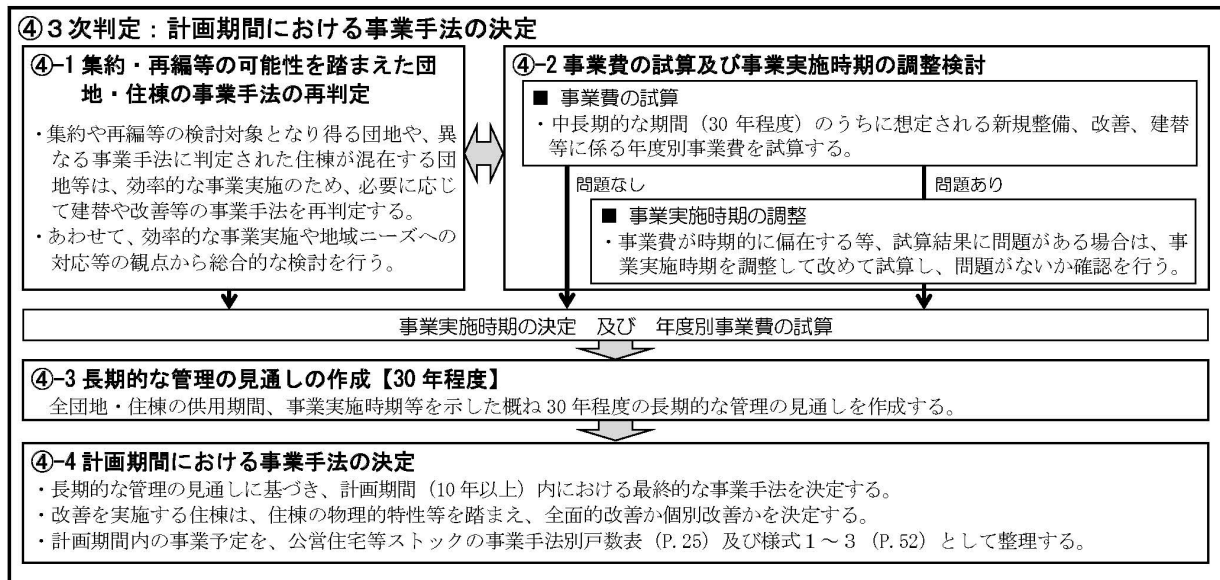 ④３次判定：計画期間における事業手法の決定
④-1 集約・再編等の可能性を踏まえた団
地・住棟の事業手法の再判定
・集約や再編等の検討対象となり得る団地や、異
なる事業手法に判定された住棟が混在する団
地等は、効率的な事業実施のため、必要に応じ
て建替や改善等の事業手法を再判定する。
・あわせて、効率的な事業実施や地域ニーズへの
対応等の観点から総合的な検討を行う。
④-2 事業費の試算及び事業実施時期の調整検討
■ 事業費の試算
・中長期的な期間（30 年程度）のうちに想定される新規整備、改善、建替
等に係る年度別事業費を試算する。
問題なし
問題あり
■ 事業実施時期の調整
・事業費が時期的に偏在する等、試算結果に問題がある場合は、事
業実施時期を調整して改めて試算し、問題がないか確認を行う。
事業実施時期の決定　及び　年度別事業費の試算
④-3 長期的な管理の見通しの作成【30 年程度】
全団地・住棟の供用期間、事業実施時期等を示した概ね 30 年程度の長期的な管理の見通しを作成する。
④-4 計画期間における事業手法の決定
・長期的な管理の見通しに基づき、計画期間（10 年以上）内における最終的な事業手法を決定する。
・改善を実施する住棟は、住棟の物理的特性等を踏まえ、全面的改善か個別改善かを決定する。
・計画期間内の事業予定を、公営住宅等ストックの事業手法別戸数表（P.25）及び様式１～３（P.52）として整理する。